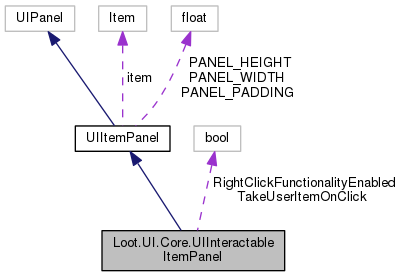 UIPanel
Item
float
item
PANEL_HEIGHT
PANEL_WIDTH
PANEL_PADDING
UIItemPanel
bool
RightClickFunctionalityEnabled
TakeUserItemOnClick
Loot.UI.Core.UIInteractable
ItemPanel